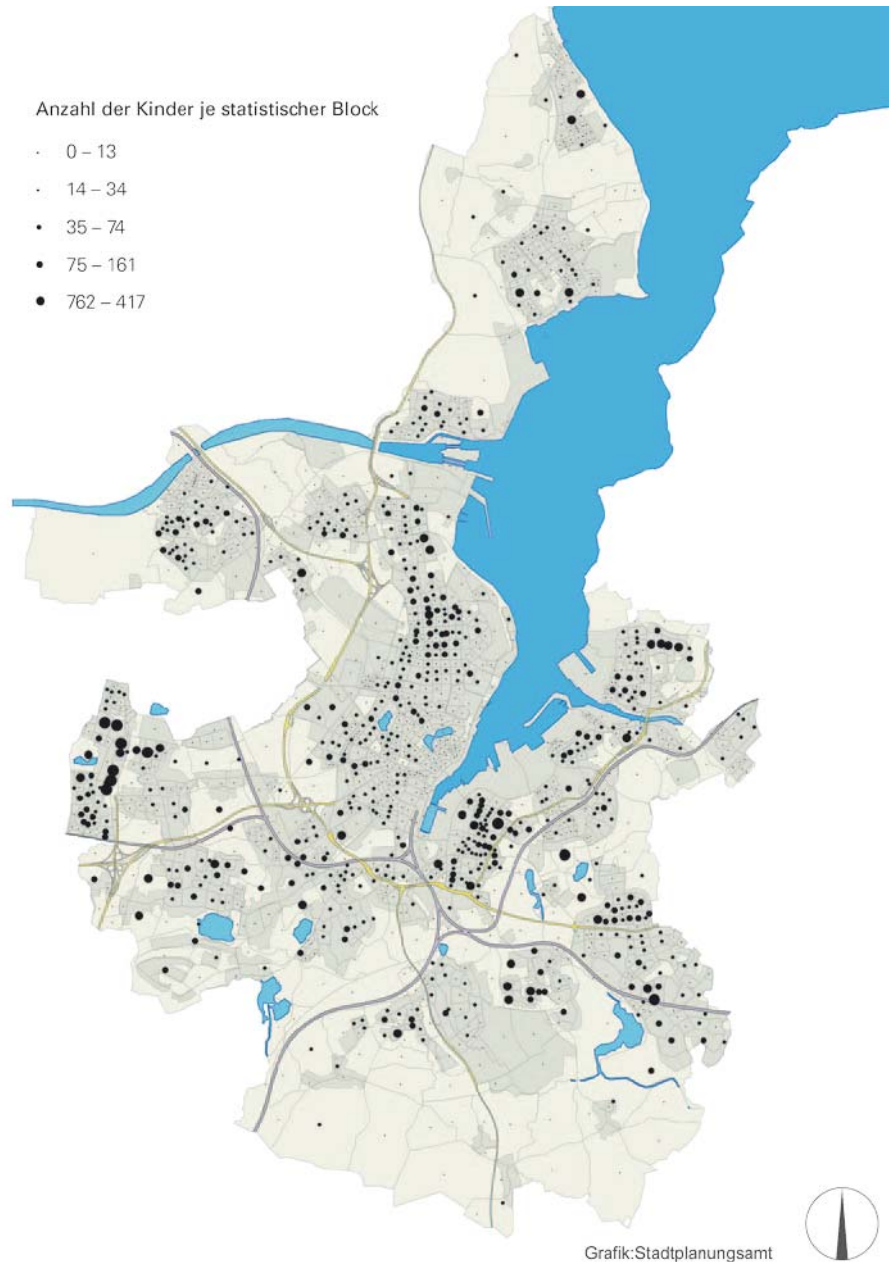 Anzahl der Kinder je statistischer Block
0 – 13
14 – 34
35 – 74
75 – 161
762 – 417
Grafik:Stadtplanungsamt